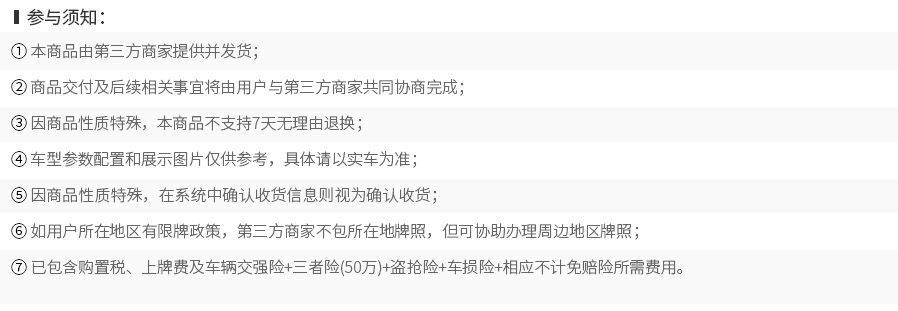 参与须知：
① 本商品由第三方商家提供并发货；
② 商品交付及后续相关事宜将由用户与第三方商家共同协商完成；
③ 因商品性质特殊，本商品不支持7天无理由退换；
④ 车型参数配置和展示图片仅供参考，具体请以实车为准；
⑤ 因商品性质特殊，在系统中确认收货信息则视为确认收货；
⑥ 如用户所在地区有限牌政策，第三方商家不包所在地牌照，但可协助办理周边地区牌照；
⑦ 已包含购置税、上牌费及车辆交强险+三者险(50万)+盗抢险+车损险+相应不计免赔险所需费用。